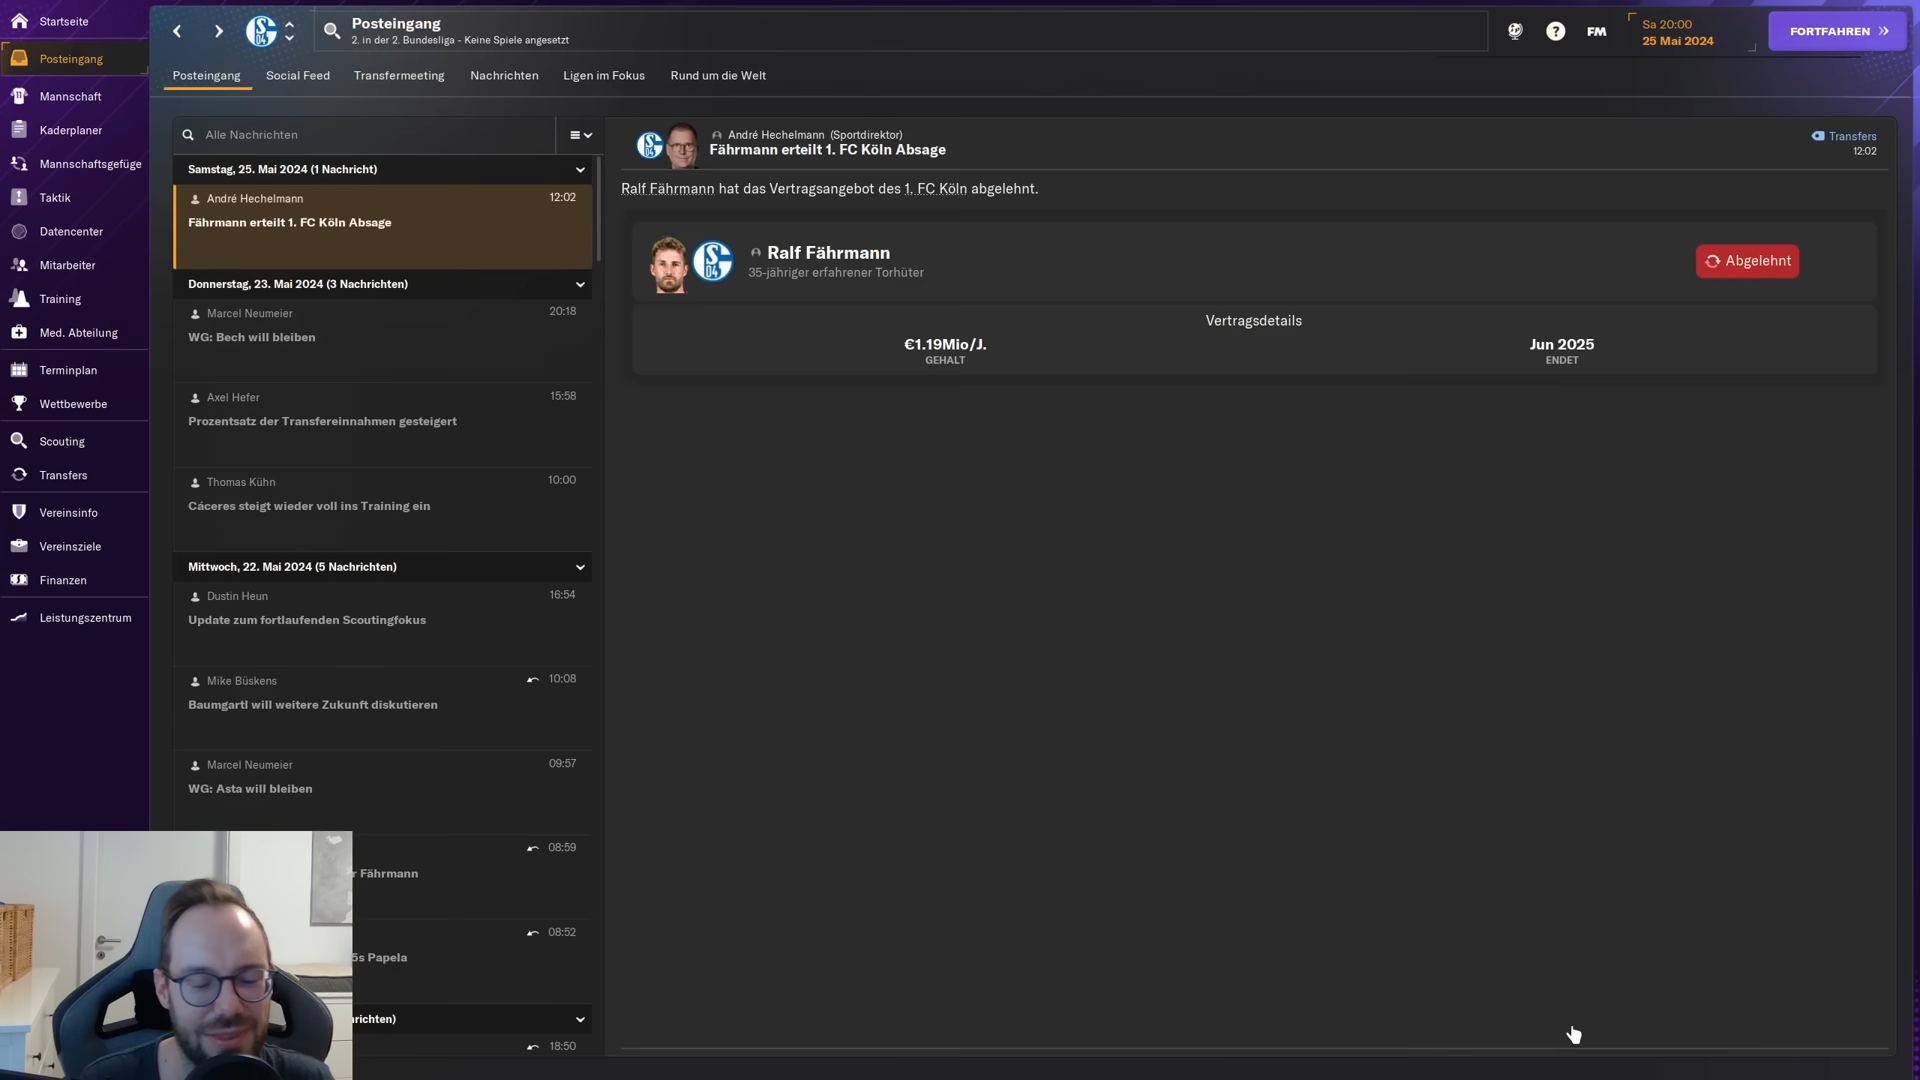 Startseite
Posteingang
Mannschaft
Kaderplaner
Mannschaftsgefüge
Taktik
Datencenter
Mitarbeiter
Training
Med. Abteilung
Terminplan
Wettbewerbe
Scouting
Transfers
Vereinsinfo
Vereinsziele
Finanzen
Leistungszentrum
Posteingang
2. in der 2. Bundesliga - Keine Spiele angesetzt
FM
Sa 20:00
25 Mai 2024
FORTFAHREN
Posteingang Social Feed Transfermeeting Nachrichten Ligen im Fokus Rund um die Welt
Alle Nachrichten
Samstag, 25. Mai 2024 (1 Nachricht)
André Hechelmann 12:02
Fährmann erteilt 1. FC Köln Absage
Donnerstag, 23. Mai 2024 (3 Nachrichten)
Marcel Neumeier 20:18
WG: Bech will bleiben
Axel Hefer 15:58
Prozentsatz der Transfereinnahmen gesteigert
Thomas Kühn 10:00
Cáceres steigt wieder voll ins Training ein
Mittwoch, 22. Mai 2024 (5 Nachrichten)
Dustin Heun 16:54
Update zum fortlaufenden Scoutingfokus
Mike Büskens 10:08
Baumgartl will weitere Zukunft diskutieren
Marcel Neumeier 09:57
WG: Asta will bleiben
08:59
r Fährmann
08:52
5s Papela
richten)
18:50
André Hechelmann (Sportdirektor)
Fährmann erteilt 1. FC Köln Absage
Transfers
12:02
Ralf Fährmann hat das Vertragsangebot des 1. FC Köln abgelehnt.
Ralf Fährmann
35-jähriger erfahrener Torhüter
Abgelehnt
Vertragsdetails
€1.19Mio/J. Jun 2025
GEHALT ENDET